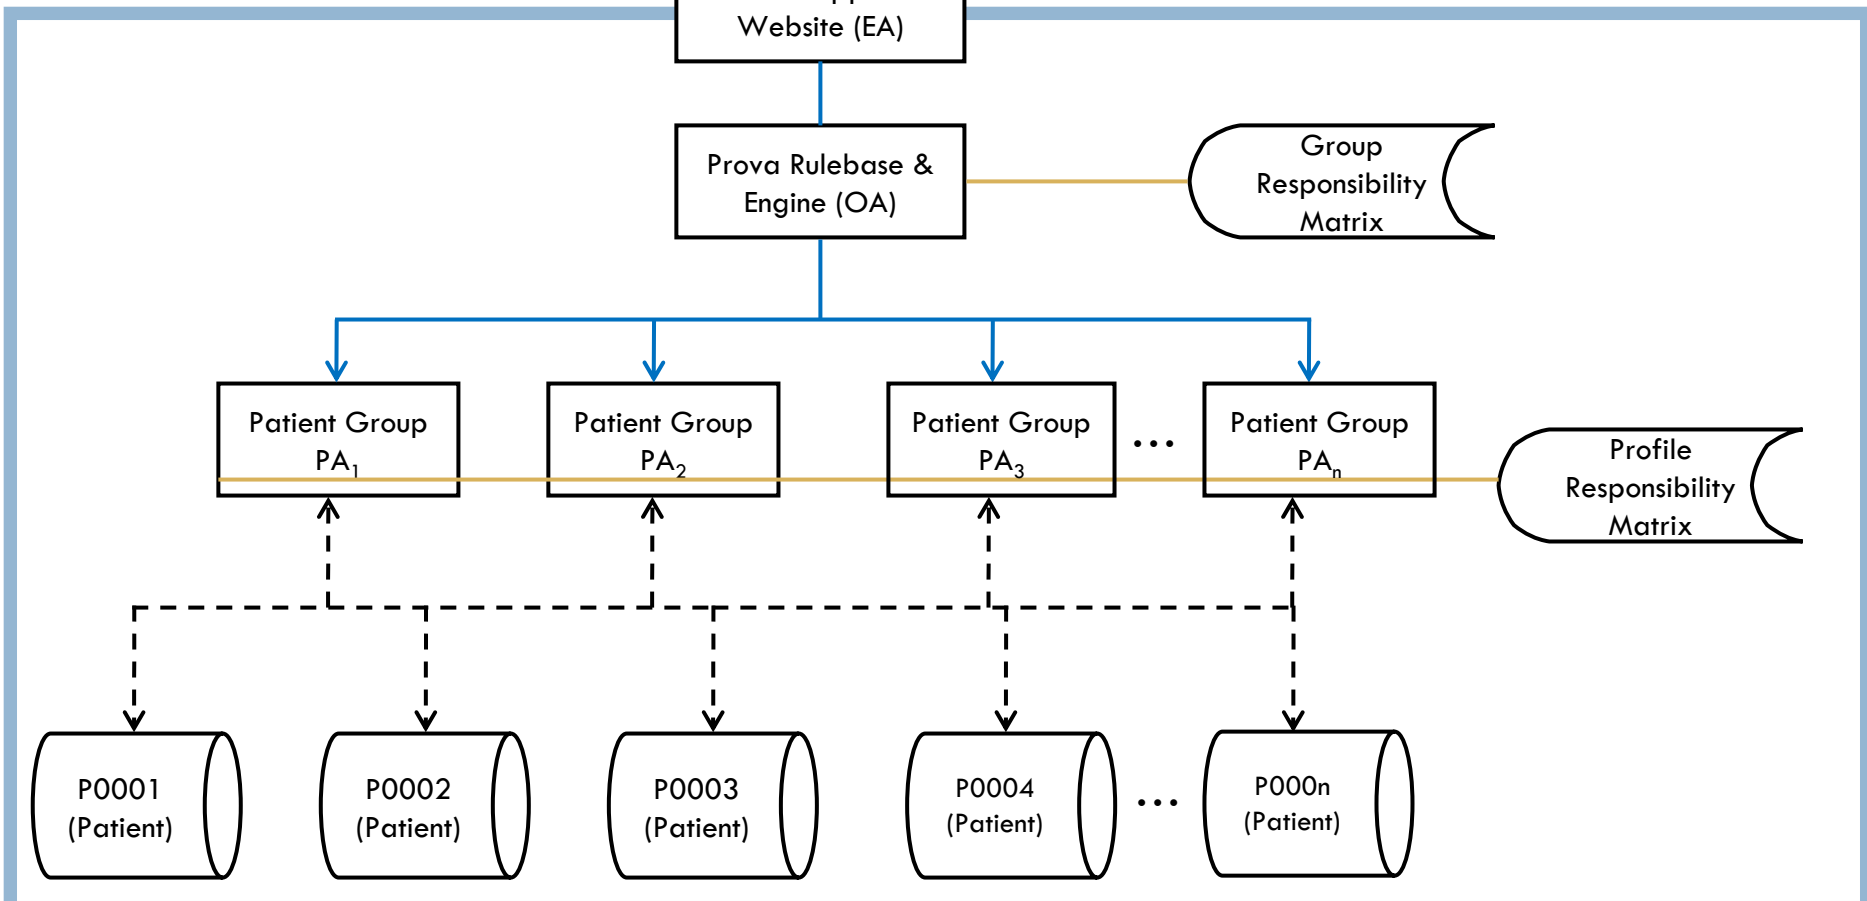 Website (EA)
Prova Rulebase &
Engine (OA)
Group
Responsibility
Matrix
Patient Group
PA1
Patient Group
PA2
Patient Group
PA3
...
Patient Group
PAn
Profile
Responsibility
Matrix
P0001
(Patient)
P0002
(Patient)
P0003
(Patient)
P0004
(Patient)
...
P000n
(Patient)